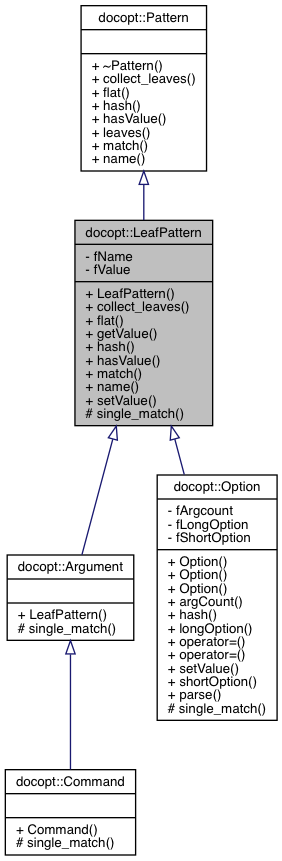 docopt::Pattern
+ ~Pattern()
+ collect_leaves()
+ flat()
+ hash()
+ hasValue()
+ leaves()
+ match()
+ name()
docopt::LeafPattern
- fName
- fValue
+ LeafPattern()
+ collect_leaves()
+ flat()
+ getValue()
+ hash()
+ hasValue()
+ match()
+ name()
+ setValue()
# single_match()
docopt::Option
- fArgcount
- fLongOption
- fShortOption
+ Option()
+ Option()
+ Option()
+ argCount()
+ hash()
+ longOption()
+ operator=()
+ operator=()
+ setValue()
+ shortOption()
+ parse()
# single_match()
docopt::Argument
+ LeafPattern()
# single_match()
docopt::Command
+ Command()
# single_match()